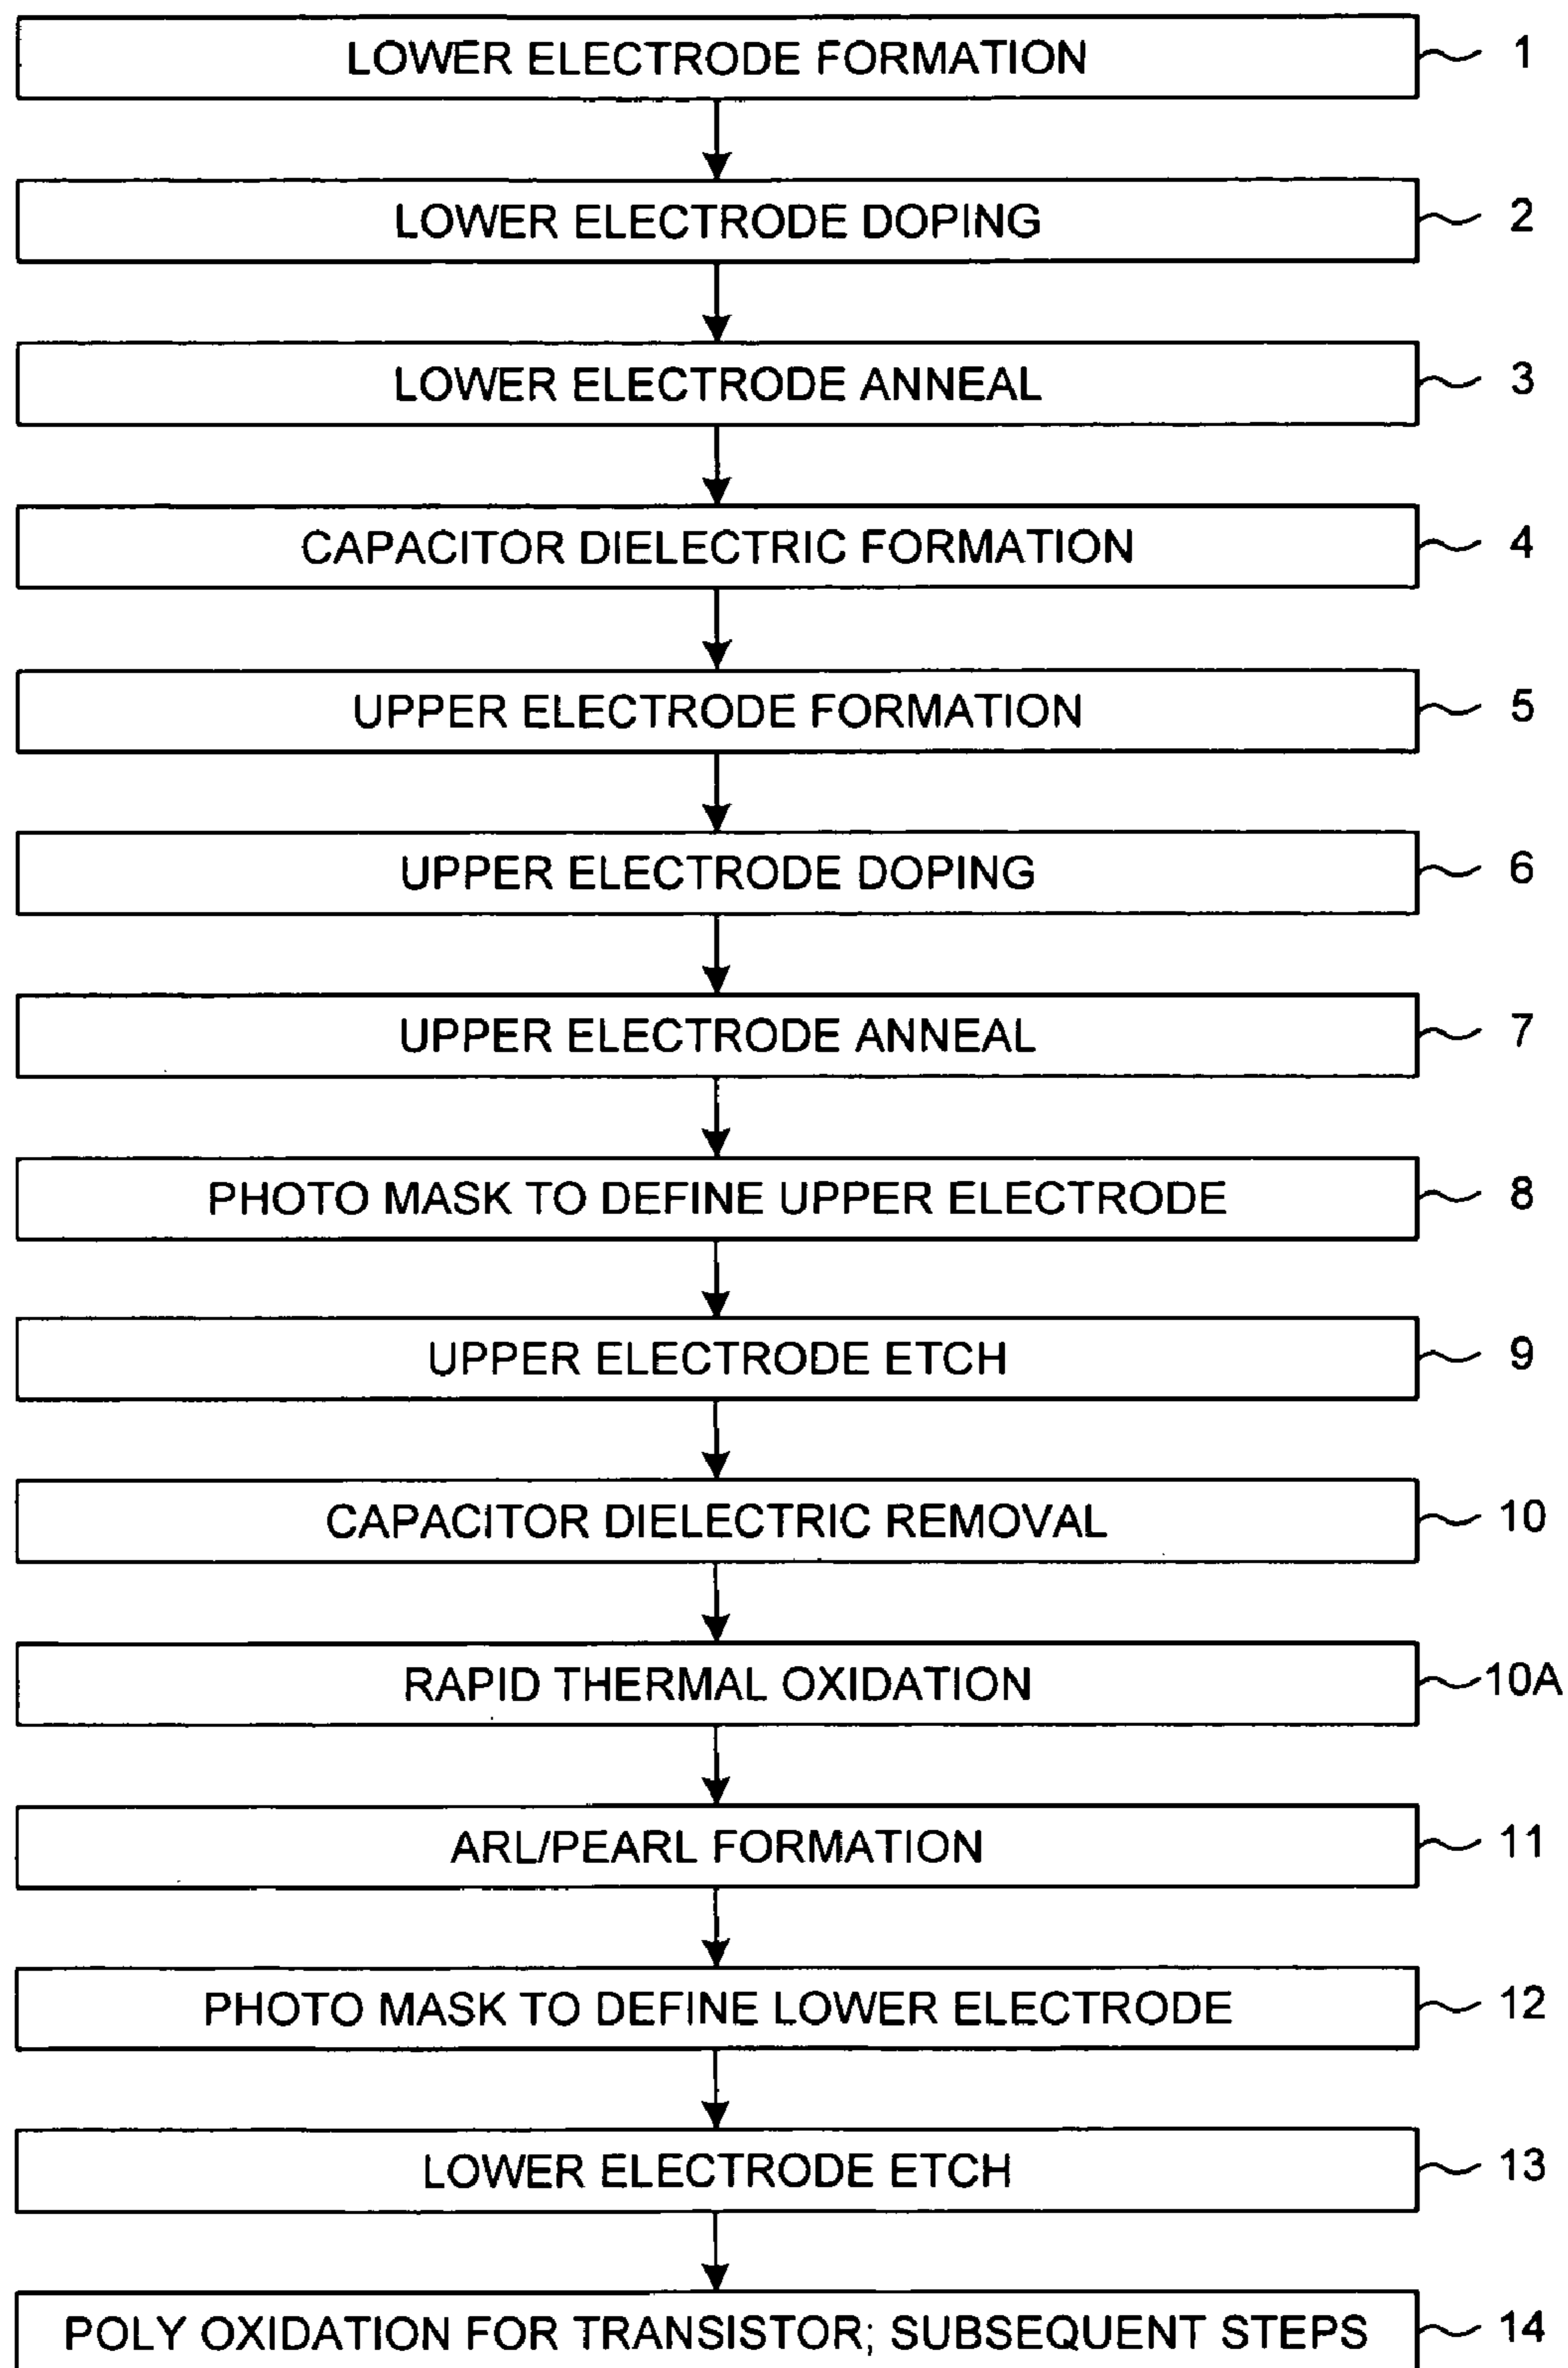 LOWER ELECTRODE FORMATION 1
LOWER ELECTRODE DOPING 2
LOWER ELECTRODE ANNEAL 3
CAPACITOR DIELECTRIC FORMATION 4
UPPER ELECTRODE FORMATION 5
UPPER ELECTRODE DOPING 6
UPPER ELECTRODE ANNEAL 7
PHOTO MASK TO DEFINE UPPER ELECTRODE 8
UPPER ELECTRODE ETCH 9
CAPACITOR DIELECTRIC REMOVAL 10
RAPID THERMAL OXIDATION 10A
ARL/PEARL FORMATION 11
PHOTO MASK TO DEFINE LOWER ELECTRODE 12
LOWER ELECTRODE ETCH 13
POLY OXIDATION FOR TRANSISTOR; SUBSEQUENT STEPS 14